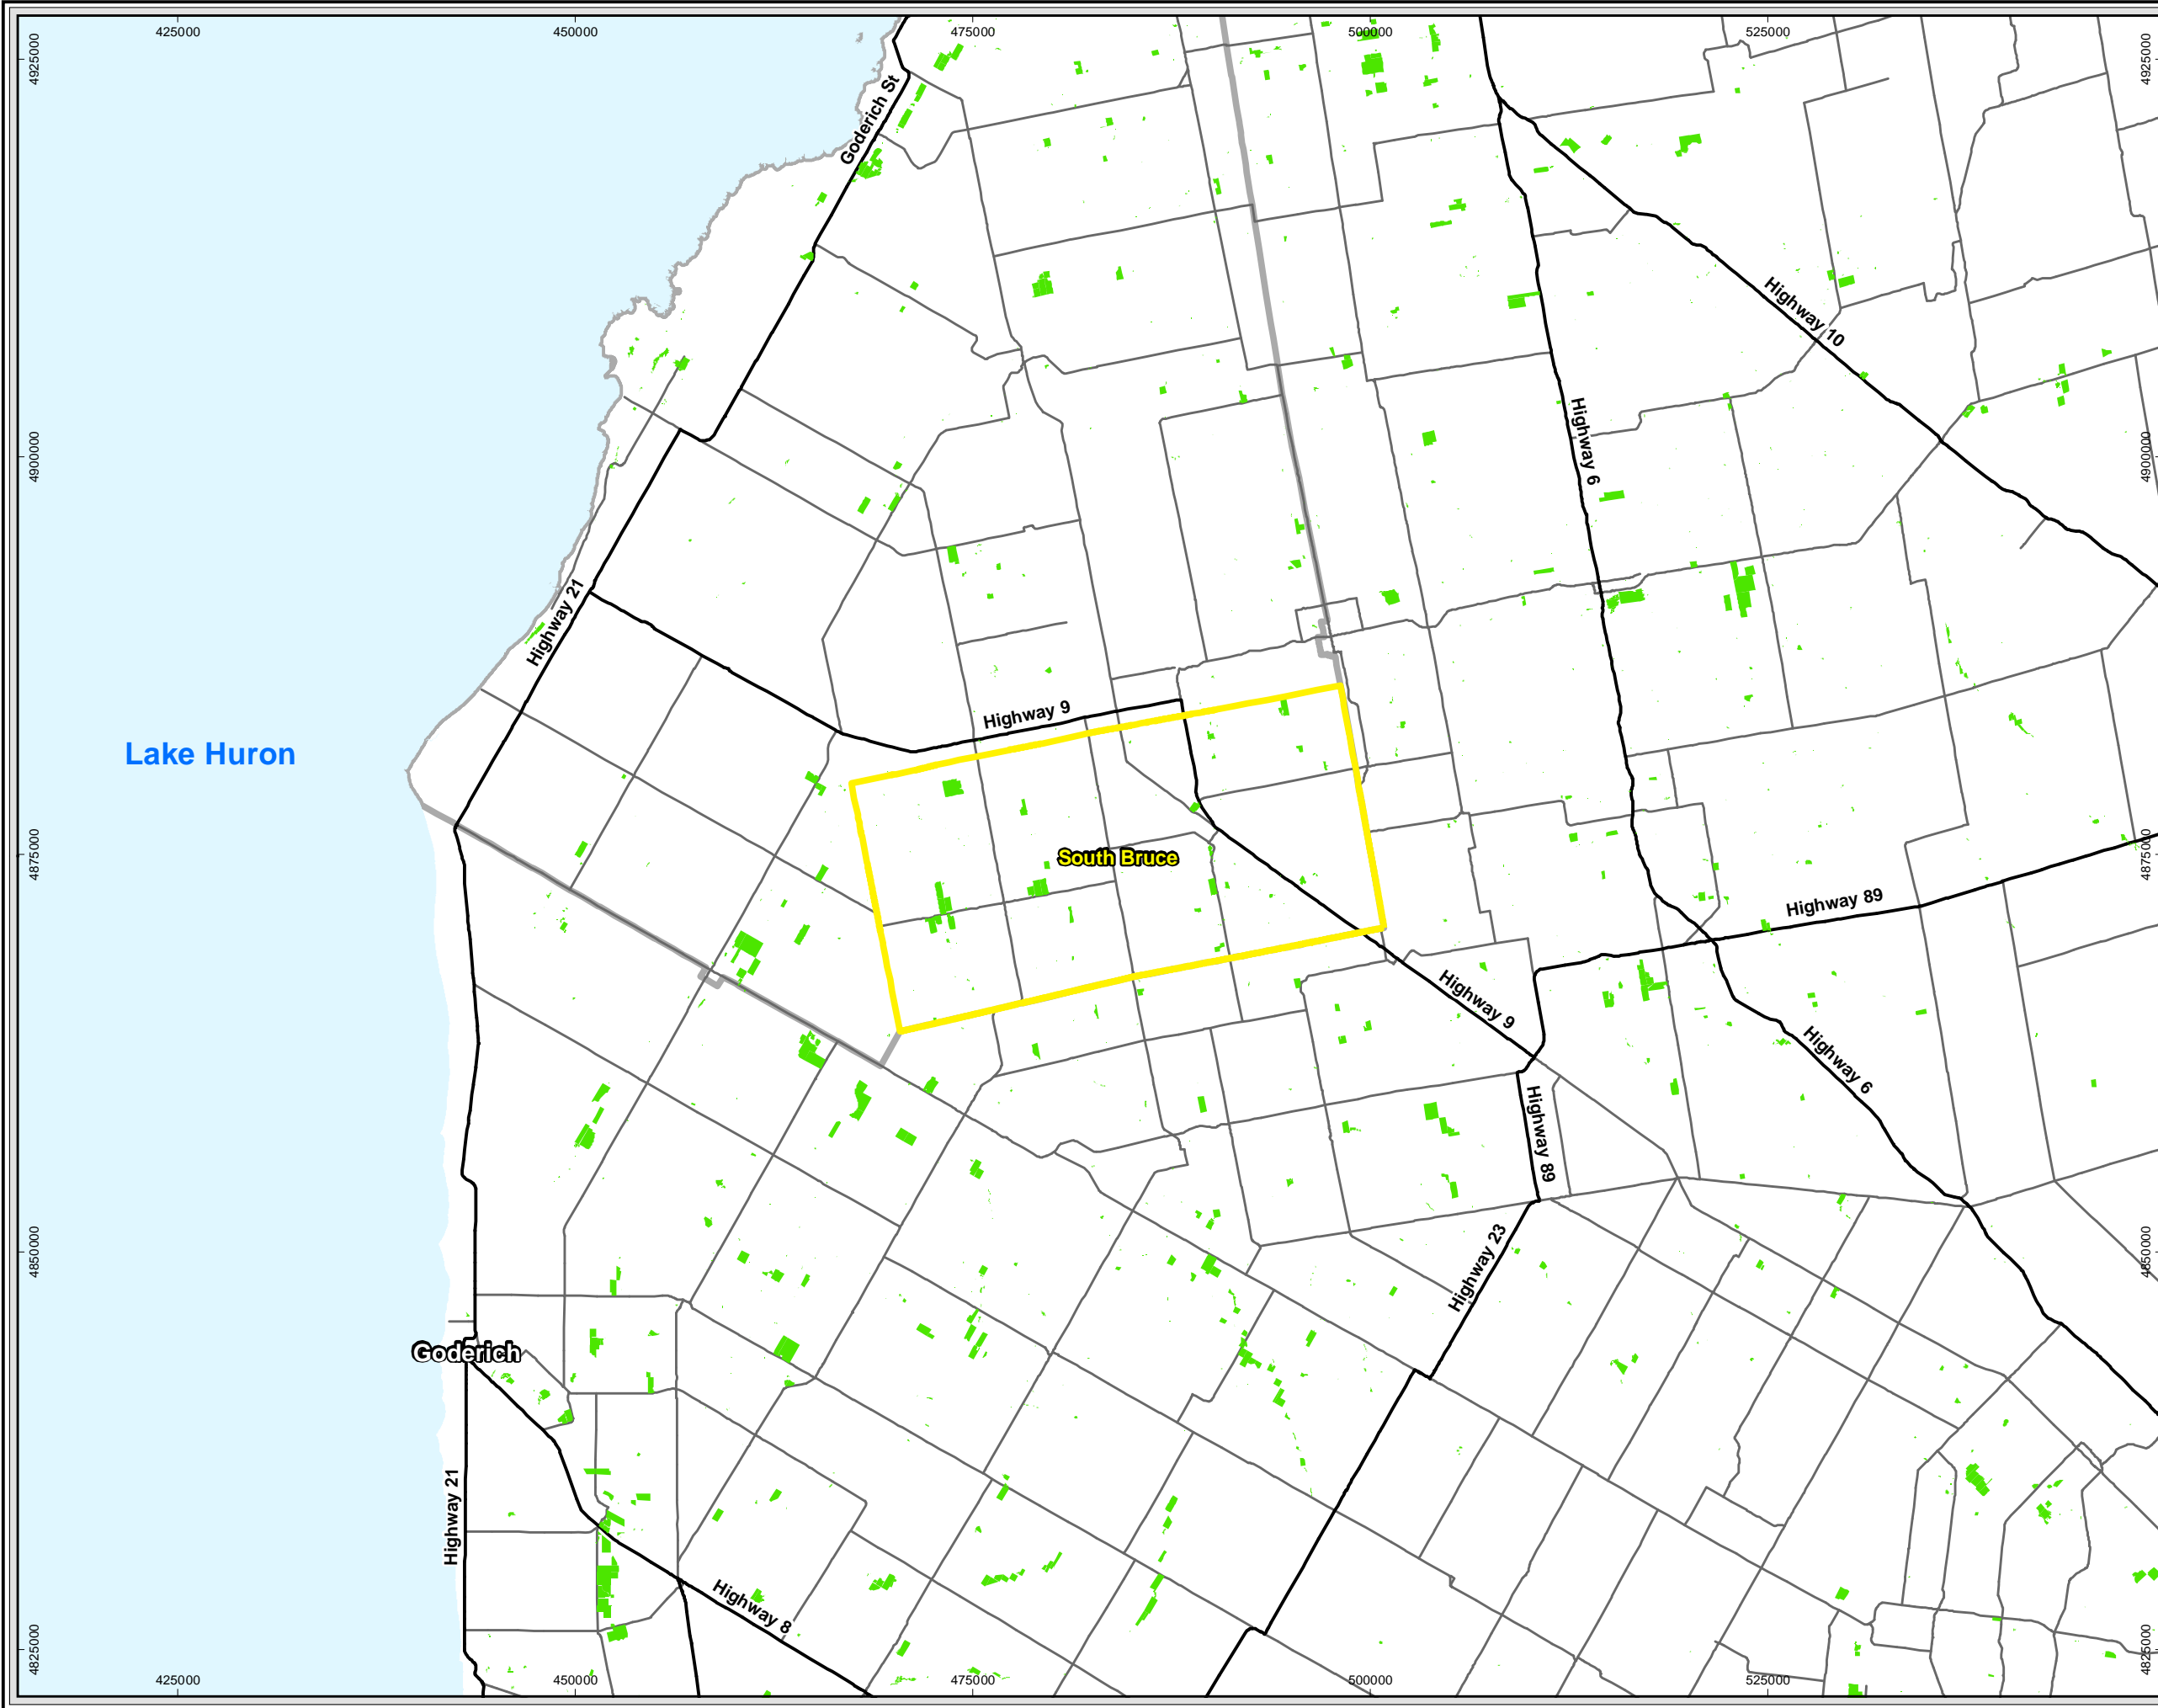 425000
450000
475000
500000
525000
4925000
4925000
Goderich St
Highway 10
4900000
Highway 6
4900000
Highway 21
Highway 9
Lake Huron
4875000
South Bruce
4875000
Highway 89
Highway 9
Highway 6
Highway 89
4850000
Highway 23
4850000
Goderich
Highway 21
Highway 8
4825000
4825000
425000
450000
475000
500000
525000